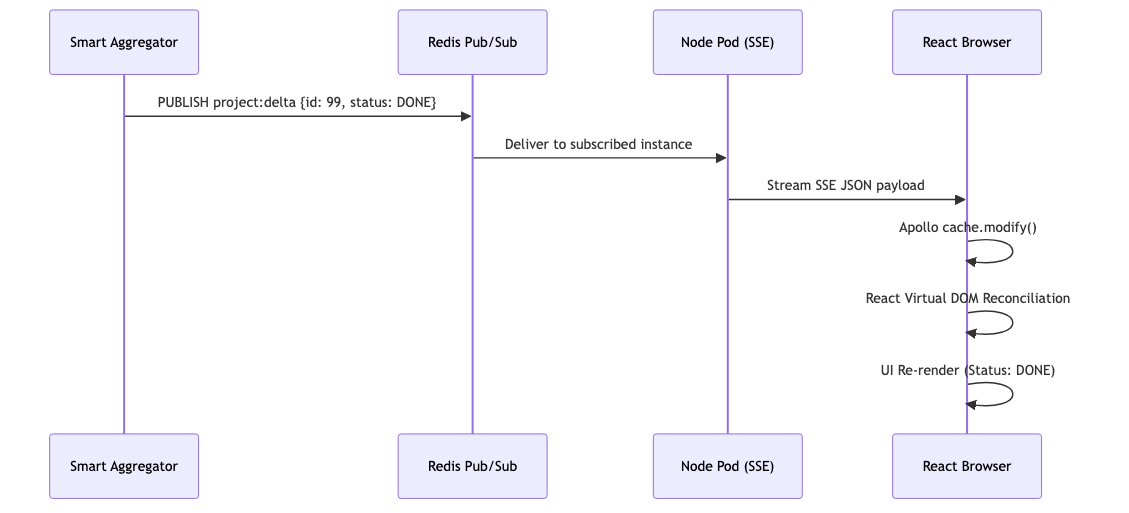 Smart Aggregator
Redis Pub/Sub
Node Pod (SSE)
React Browser
PUBLISH project:delta {id: 99, status: DONE}
Deliver to subscribed instance
Stream SSE JSON payload
Apollo cache.modify()
React Virtual DOM Reconciliation
UI Re-render (Status: DONE)
Smart Aggregator
Redis Pub/Sub
Node Pod (SSE)
React Browser